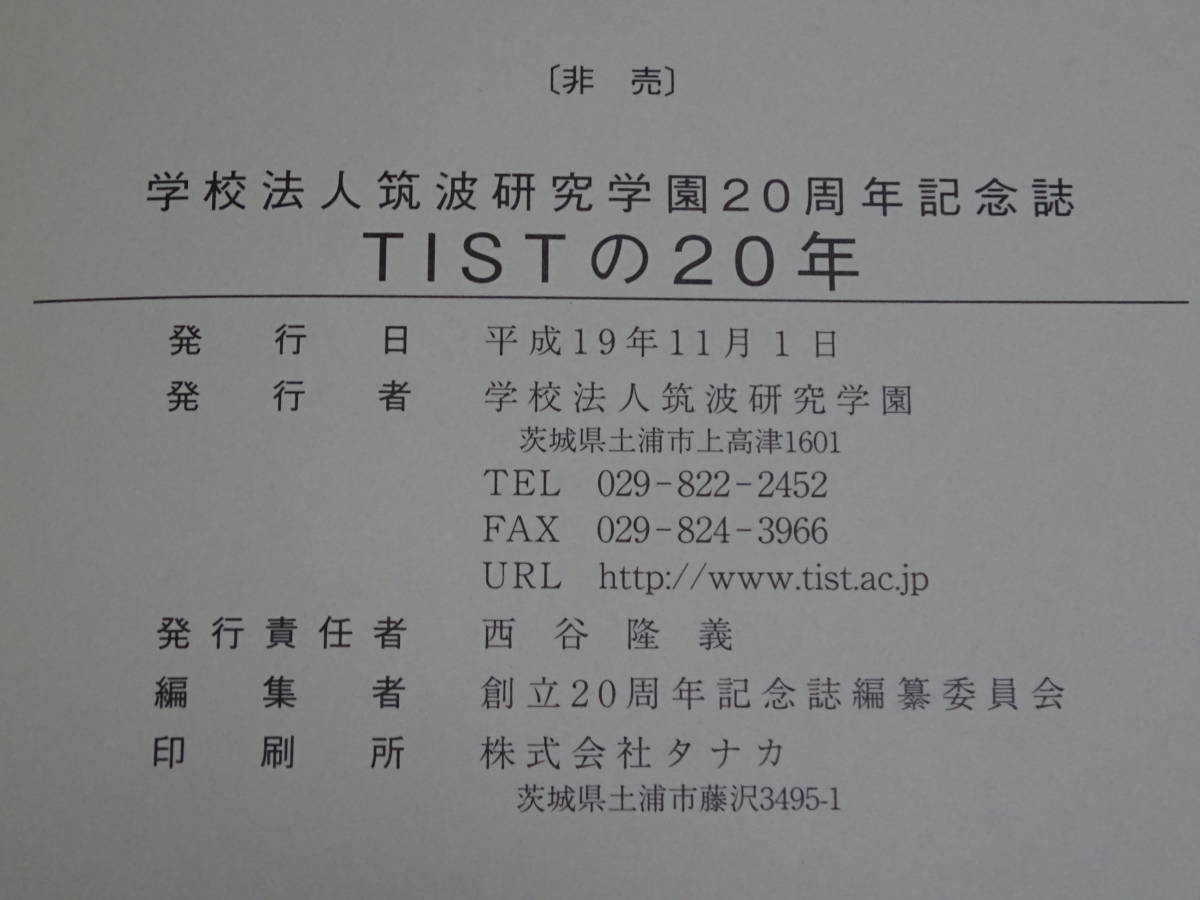 〔非 売〕
学校法人筑波研究学園20周年記念誌
TISTの20年
発行日 平成19年11月1日
発行者 学校法人筑波研究学園
茨城県土浦市上高津1601
TEL 029-822-2452
FAX 029-824-3966
URL http://www.tist.ac.jp
発行責任者 西谷隆義
編集者 創立20周年記念誌編纂委員会
印刷所 株式会社タナカ
茨城県土浦市藤沢3495-1